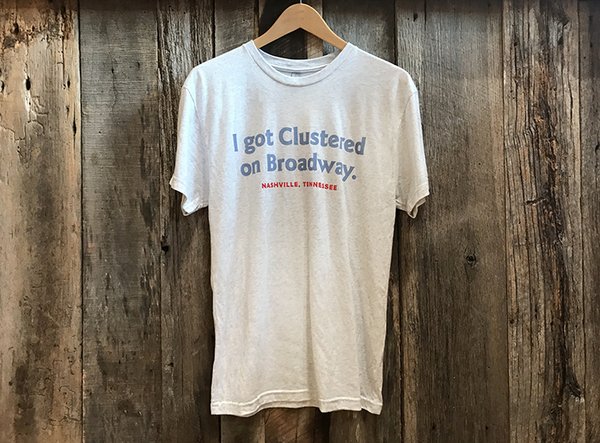 I got Clustered
on Broadway.
NASHVILLE, TENNESSEE